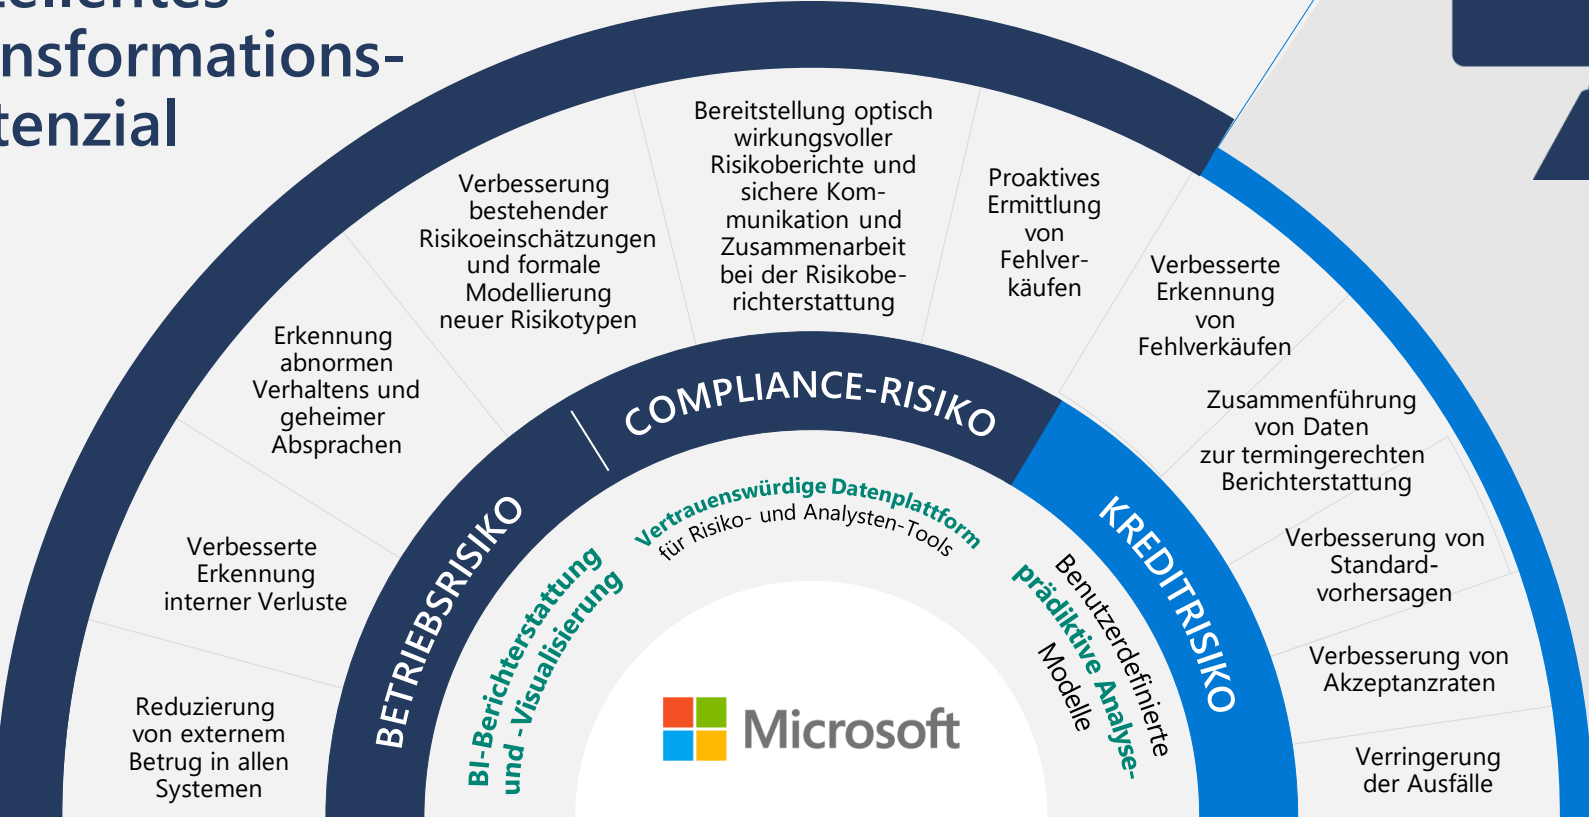 nsformations-
tenzial
Bereitstellung optisch
wirkungsvoller
Risikoberichte und
sichere Kom-
munikation und
Zusammenarbeit
bei der Risikobe-
richterstattung
Proaktives
Ermittlung
von
Fehlver-
käufen
Verbesserung
bestehender
Risikoeinschätzungen
und formale
Modellierung
neuer Risikotypen
Verbesserte
Erkennung
von
Fehlverkäufen
Erkennung
abnormen
Verhaltens und
geheimer
Absprachen
Zusammenführung
von Daten
zur termingerechten
Berichterstattung
Verbesserte
Erkennung
interner Verluste
Verbesserung von
Standard-
vorhersagen
Verbesserung von
Akzeptanzraten
Reduzierung
von externem
Betrug in allen
Systemen
Verringerung
der Ausfälle
BETRIEBSRISIKO
COMPLIANCE-RISIKO
KREDITRISIKO
BI-Berichterstattung
und -Visualisierung
Vertrauenswürdige Datenplattform
für Risiko- und Analysten-Tools
Benutzerdefinierte
prädiktive Analyse-
Modelle
Microsoft